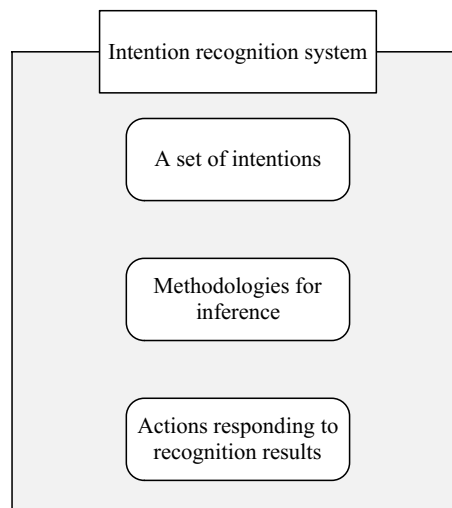 Intention recognition system
A set of intentions
Methodologies for
inference
Actions responding to
recognition results